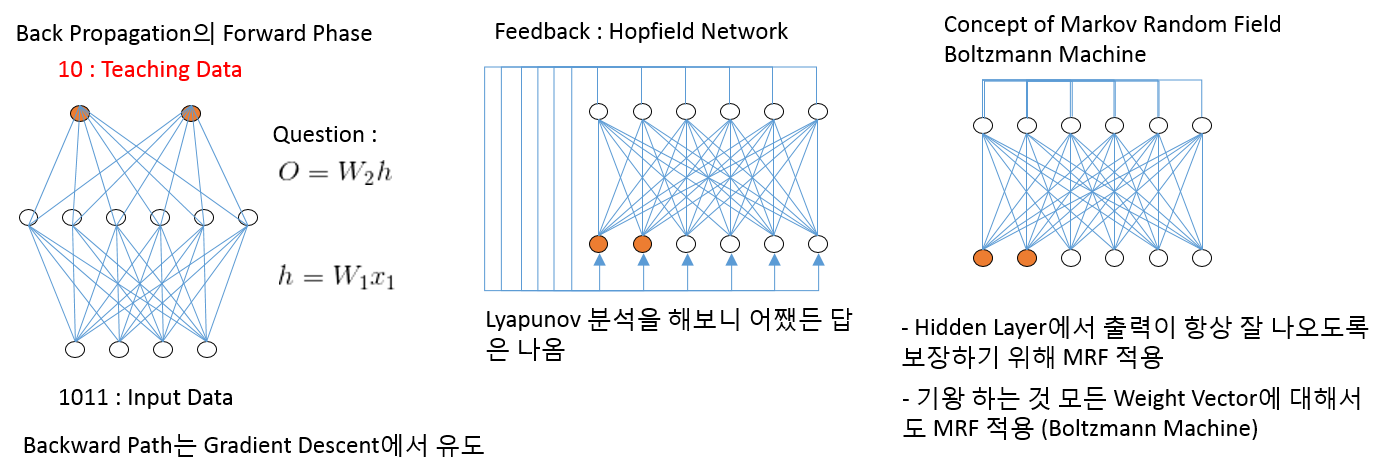 Back Propagation의 Forward Phase
10 : Teaching Data
Question :
O = W₂h
h = W₁x₁
1011 : Input Data
Backward Path는 Gradient Descent에서 유도
Feedback : Hopfield Network
Lyapunov 분석을 해보니 어쨌든 답
은 나옴
Concept of Markov Random Field
Boltzmann Machine
- Hidden Layer에서 출력이 항상 잘 나오도록
보장하기 위해 MRF 적용
- 기왕 하는 것 모든 Weight Vector에 대해서
도 MRF 적용 (Boltzmann Machine)